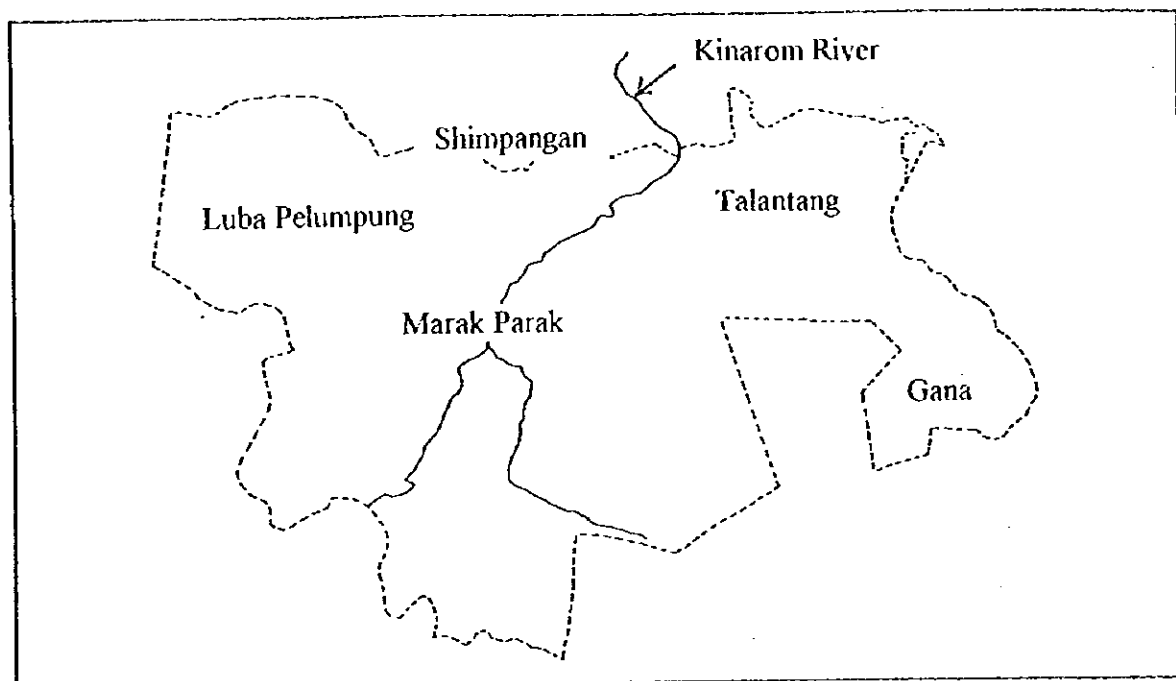 Kinarom River
Shimpangan
Talantang
Luba Pelumpung
Marak Parak
Gana